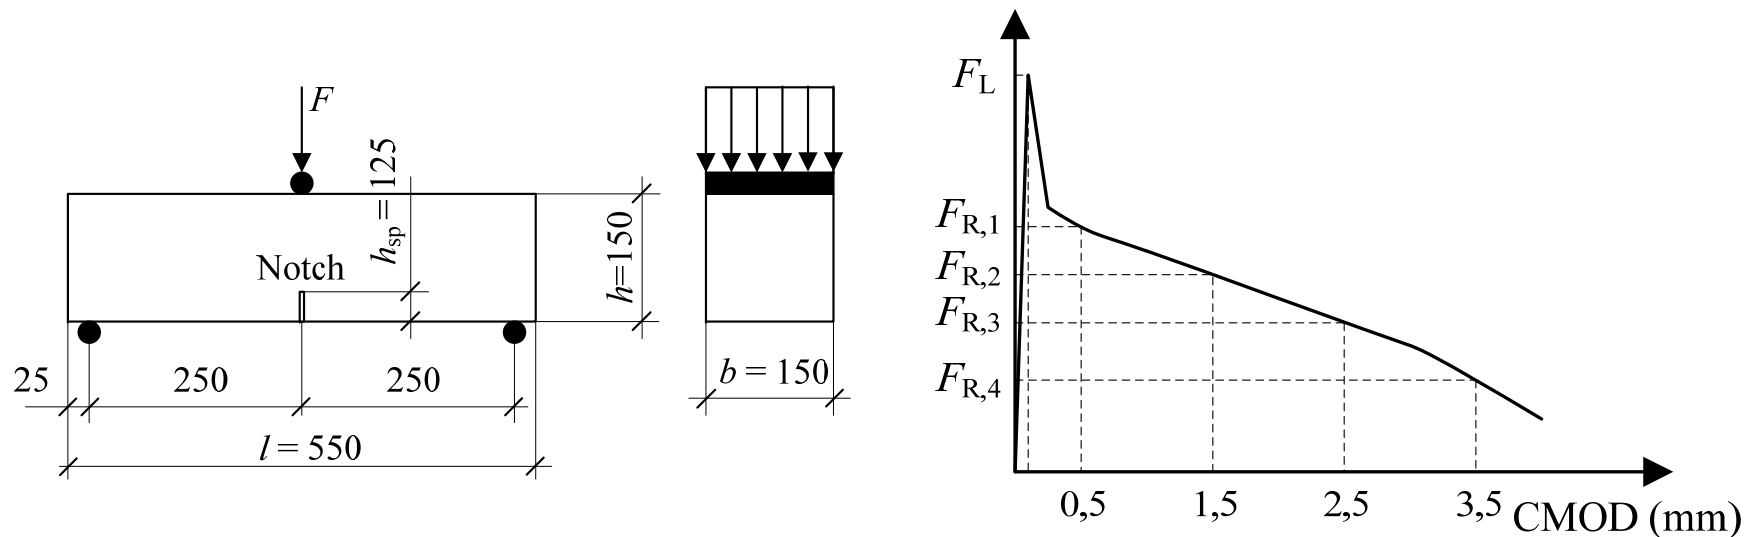 F
h_sp = 125
Notch
h=150
25
250
250
l = 550
b = 150
F_L
F_R,1
F_R,2
F_R,3
F_R,4
0,5
1,5
2,5
3,5
CMOD (mm)